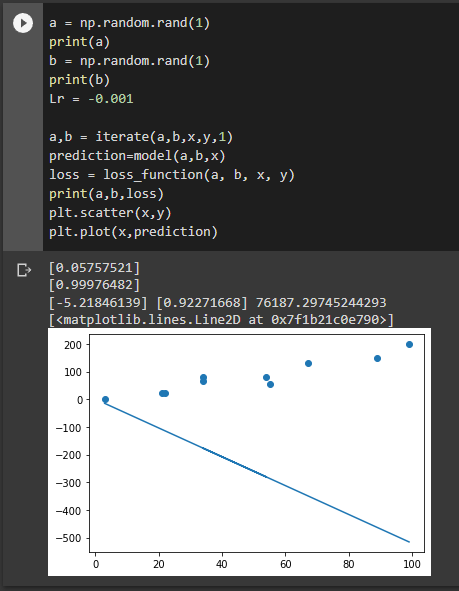 a = np.random.rand(1)
print(a)
b = np.random.rand(1)
print(b)
Lr = -0.001
a,b = iterate(a,b,x,y,1)
prediction=model(a,b,x)
loss = loss_function(a, b, x, y)
print(a,b,loss)
plt.scatter(x,y)
plt.plot(x,prediction)
[0.05757521]
[0.99976482]
[-5.21846139] [0.92271668] 76187.29745244293
[<matplotlib.lines.Line2D at 0x7f1b21c0e790>]
200
100
0
−100
−200
−300
−400
−500
0 20 40 60 80 100